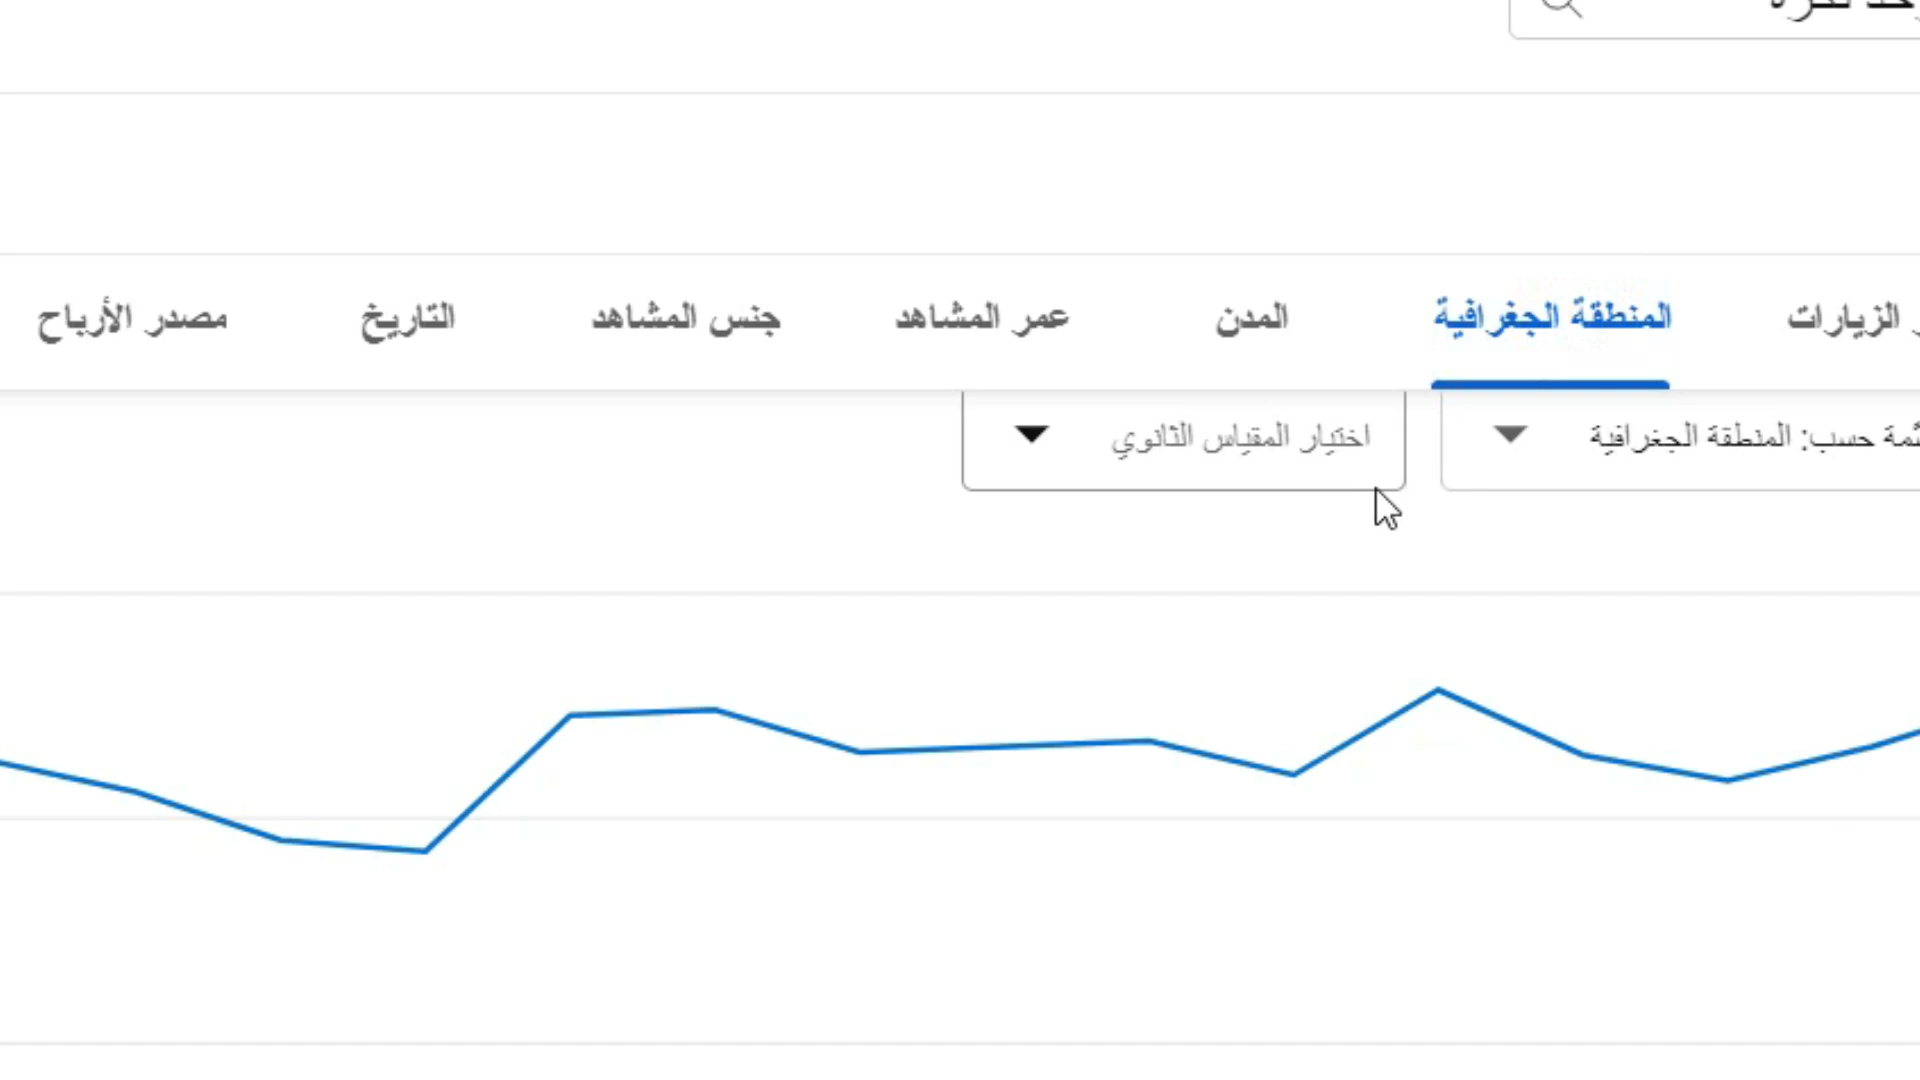 الزيارات
المنطقة الجغرافية
المدن
عمر المشاهد
جنس المشاهد
التاريخ
مصدر الأرباح
حسب: المنطقة الجغرافية
اختيار المقياس الثانوي